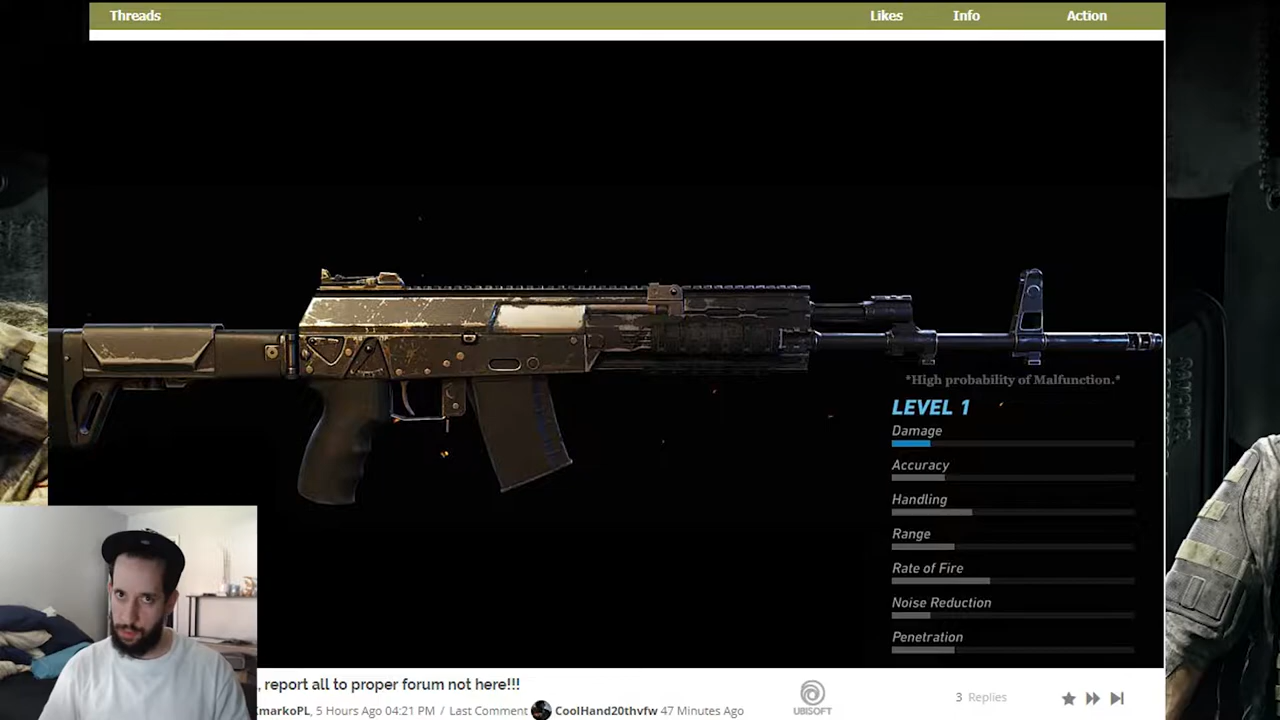 Threads Likes Info Action
*High probability of Malfunction.*
LEVEL 1
Damage
Accuracy
Handling
Range
Rate of Fire
Noise Reduction
Penetration
, report all to proper forum not here!!!
UBISOFT
3 Replies
kmarkoPL, 5 Hours Ago 04:21 PM / Last Comment CoolHand20thvfw 47 Minutes Ago